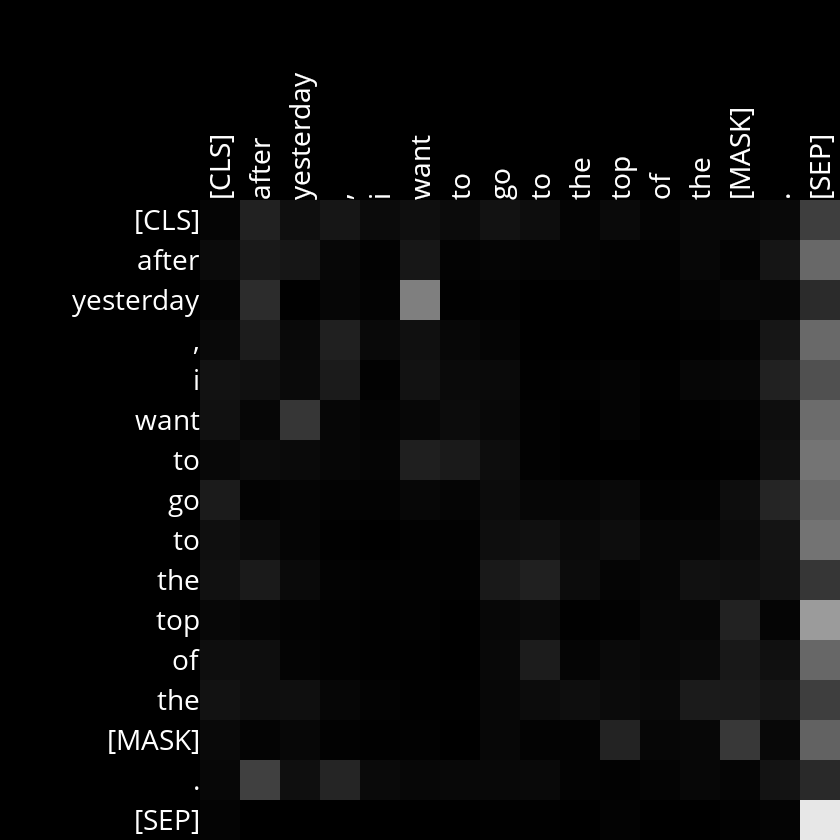 [CLS] after yesterday , i want to go to the top of the [MASK] . [SEP]
[CLS]
after
yesterday
,
i
want
to
go
to
the
top
of
the
[MASK]
.
[SEP]